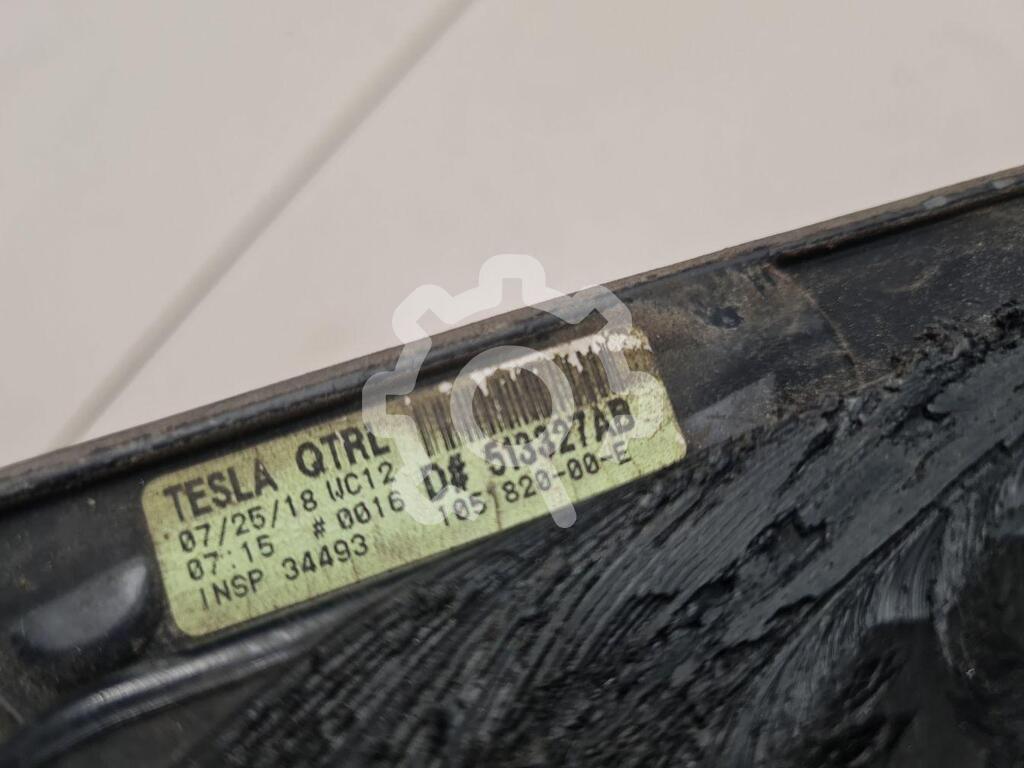 TESLA QTRL
07/25/18 WC12
07:15 #0016
INSP 34493
D# 513327AB
1051820-00-E